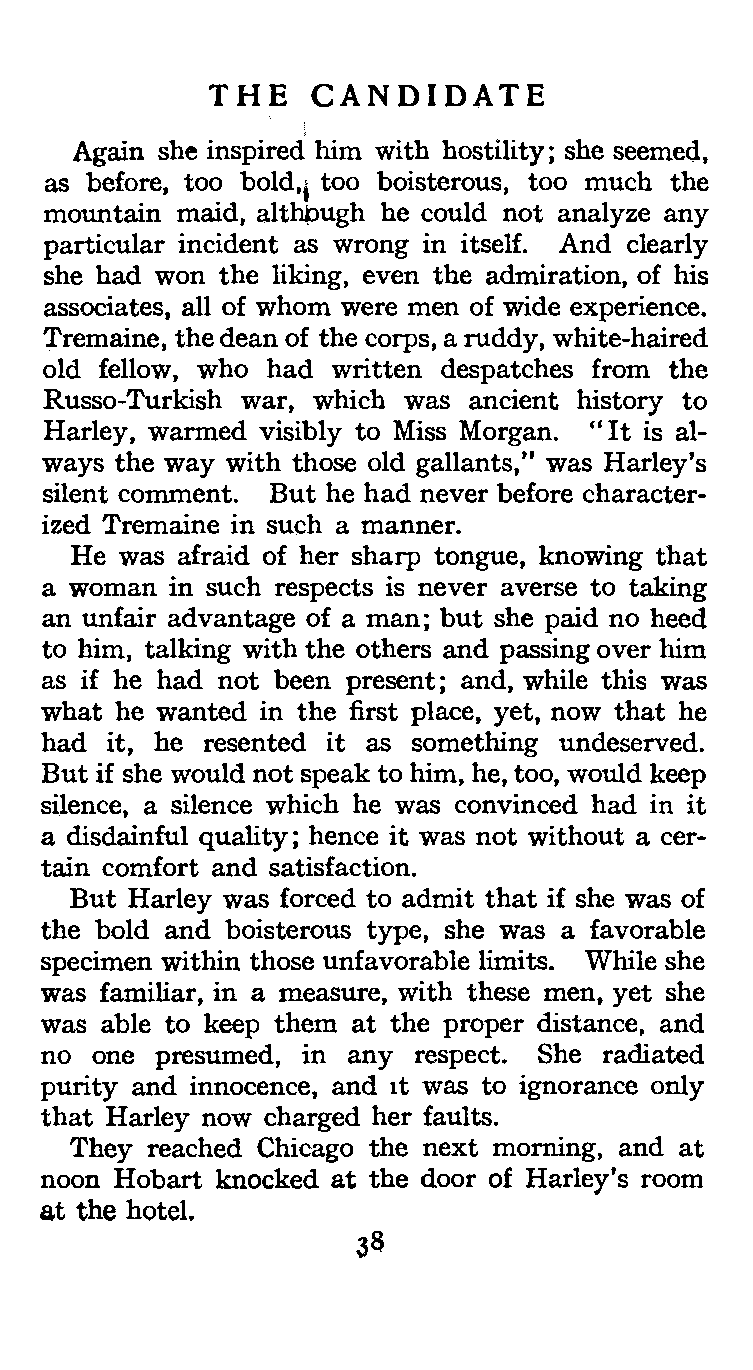 THE CANDIDATE
Again she inspired him with hostility; she seemed,
as before, too bold, too boisterous, too much the
mountain maid, although he could not analyze any
particular incident as wrong in itself. And clearly
she had won the liking, even the admiration, of his
associates, all of whom were men of wide experience.
Tremaine, the dean of the corps, a ruddy, white-haired
old fellow, who had written despatches from the
Russo-Turkish war, which was ancient history to
Harley, warmed visibly to Miss Morgan. "It is al-
ways the way with those old gallants," was Harley's
silent comment. But he had never before character-
ized Tremaine in such a manner.
He was afraid of her sharp tongue, knowing that
a woman in such respects is never averse to taking
an unfair advantage of a man; but she paid no heed
to him, talking with the others and passing over him
as if he had not been present; and, while this was
what he wanted in the first place, yet, now that he
had it, he resented it as something undeserved.
But if she would not speak to him, he, too, would keep
silence, a silence which he was convinced had in it
a disdainful quality; hence it was not without a cer-
tain comfort and satisfaction.
But Harley was forced to admit that if she was of
the bold and boisterous type, she was a favorable
specimen within those unfavorable limits. While she
was familiar, in a measure, with these men, yet she
was able to keep them at the proper distance, and
no one presumed, in any respect. She radiated
purity and innocence, and it was to ignorance only
that Harley now charged her faults.
They reached Chicago the next morning, and at
noon Hobart knocked at the door of Harley's room
at the hotel.
38